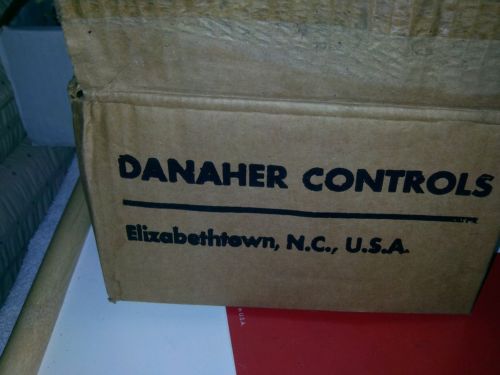 DANAHER CONTROLS
Elizabethtown, N.C., U.S.A.